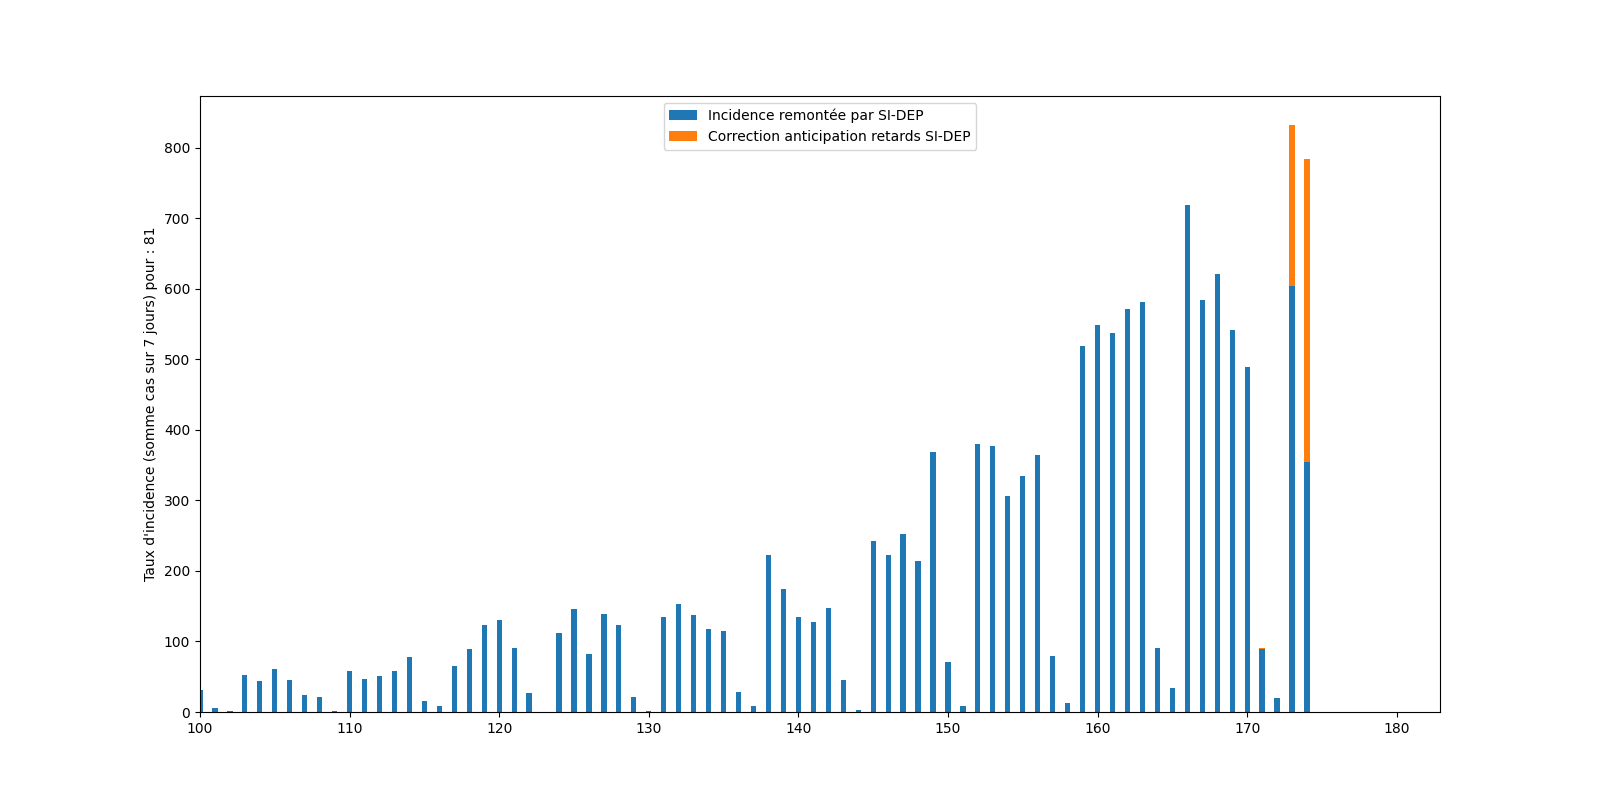 Incidence remontée par SI-DEP
Correction anticipation retards SI-DEP
Taux d'incidence (somme cas sur 7 jours) pour : 81
800
700
600
500
400
300
200
100
0
100 110 120 130 140 150 160 170 180